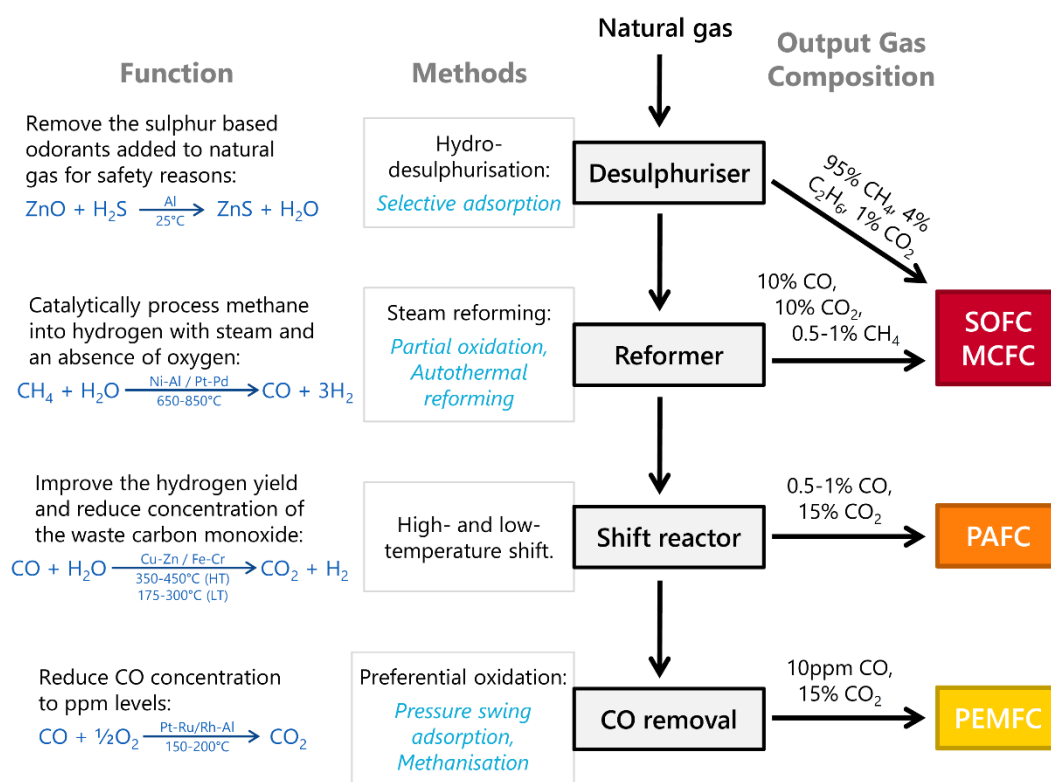 Natural gas
Function
Methods
Output Gas
Composition
Remove the sulphur based
odorants added to natural
gas for safety reasons:
ZnO + H₂S —Al→ ZnS + H₂O
25°C
Hydro-
desulphurisation:
Selective adsorption
Desulphuriser
95% CH₄, 4%
C₂H₆, 1% CO₂
Catalytically process methane
into hydrogen with steam and
an absence of oxygen:
CH₄ + H₂O —Ni-Al / Pt-Pd→ CO + 3H₂
650-850°C
Steam reforming:
Partial oxidation,
Autothermal
reforming
Reformer
10% CO,
10% CO₂,
0.5-1% CH₄
SOFC
MCFC
Improve the hydrogen yield
and reduce concentration of
the waste carbon monoxide:
CO + H₂O —Cu-Zn / Fe-Cr→ CO₂ + H₂
350-450°C (HT)
175-300°C (LT)
High- and low-
temperature shift.
Shift reactor
0.5-1% CO,
15% CO₂
PAFC
Reduce CO concentration
to ppm levels:
CO + ½O₂ —Pt-Ru/Rh-Al→ CO₂
150-200°C
Preferential oxidation:
Pressure swing
adsorption,
Methanisation
CO removal
10ppm CO,
15% CO₂
PEMFC